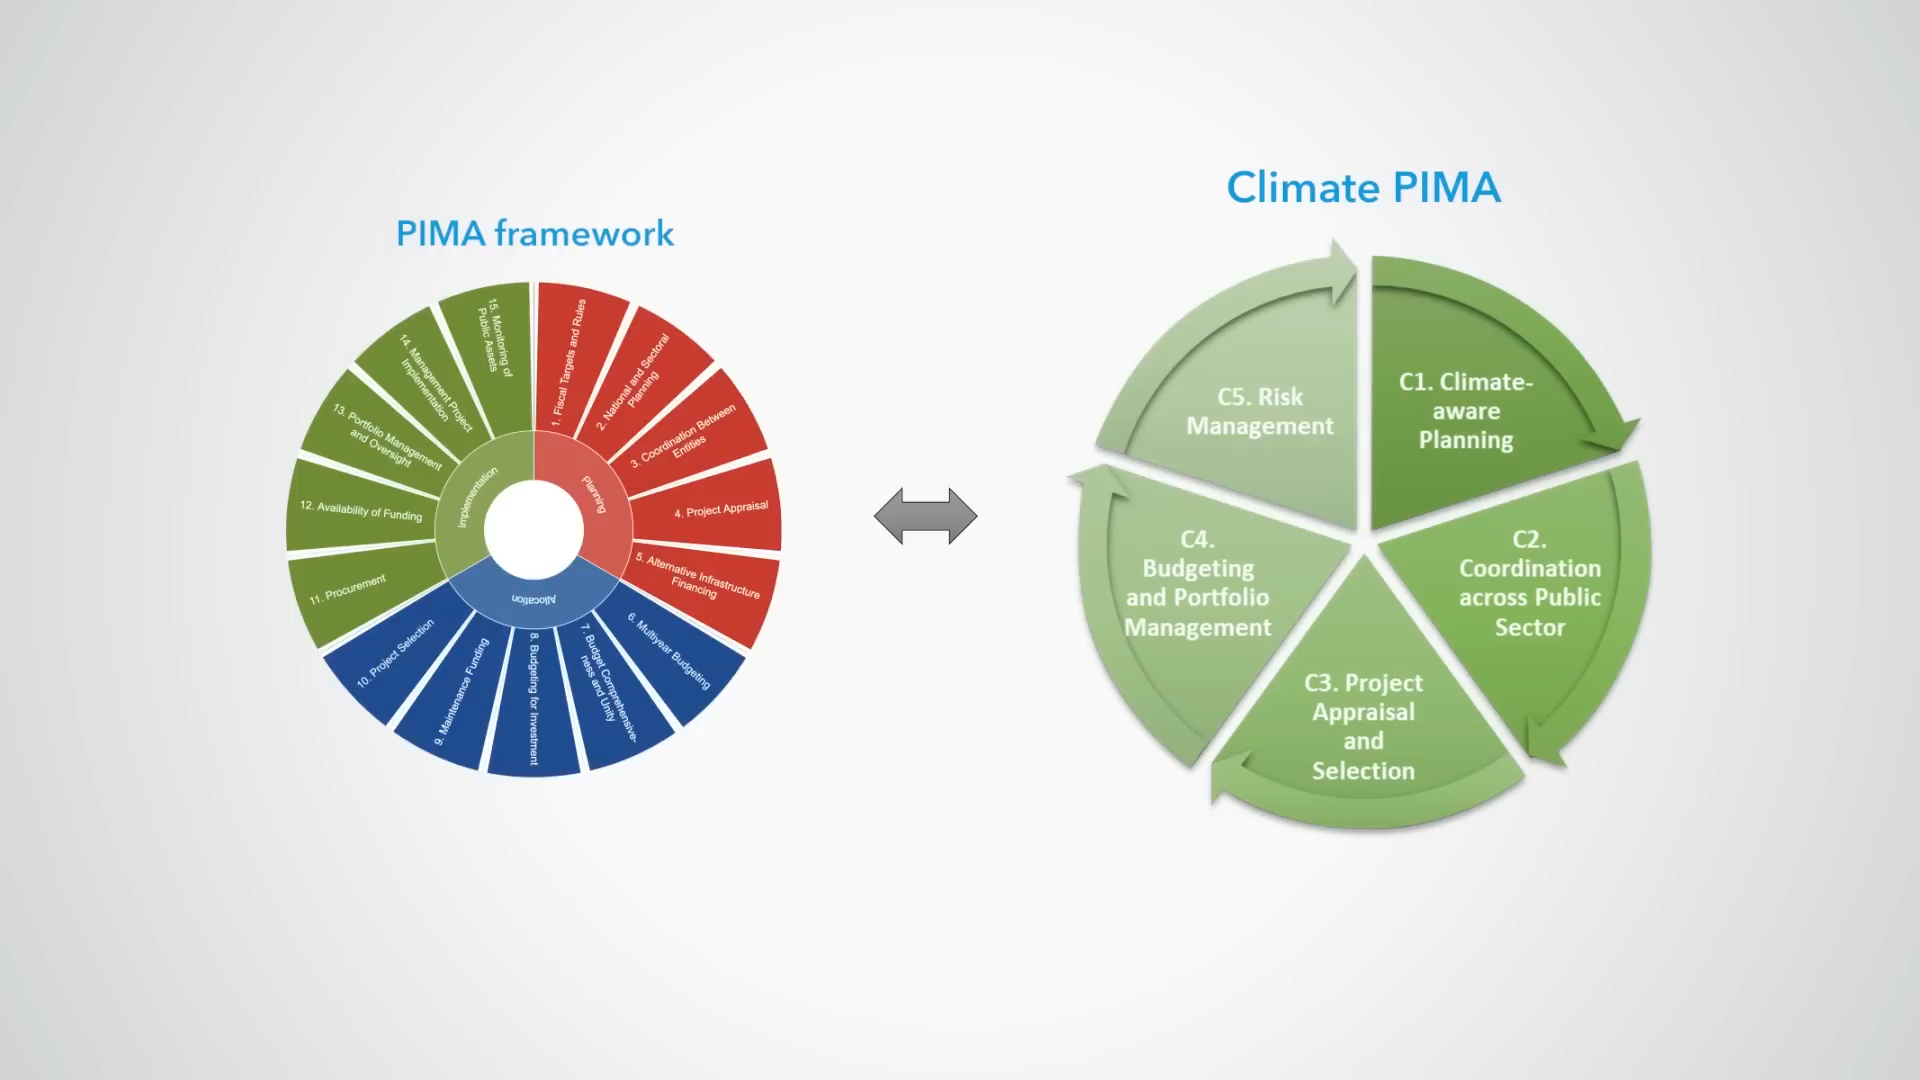 PIMA framework
1. Fiscal Targets and Rules
2. National and Sectoral
Planning
3. Coordination Between
Entities
4. Project Appraisal
5. Alternative Infrastructure
Financing
6. Multiyear Budgeting
7. Budget Comprehensive-
ness and Unity
8. Budgeting for Investment
9. Maintenance Funding
10. Project Selection
11. Procurement
12. Availability of Funding
13. Portfolio Management
and Oversight
14. Management Project
Implementation
15. Monitoring of
Public Assets
Planning
Allocation
Implementation
Climate PIMA
C1. Climate-
aware
Planning
C2.
Coordination
across Public
Sector
C3. Project
Appraisal
and
Selection
C4.
Budgeting
and Portfolio
Management
C5. Risk
Management